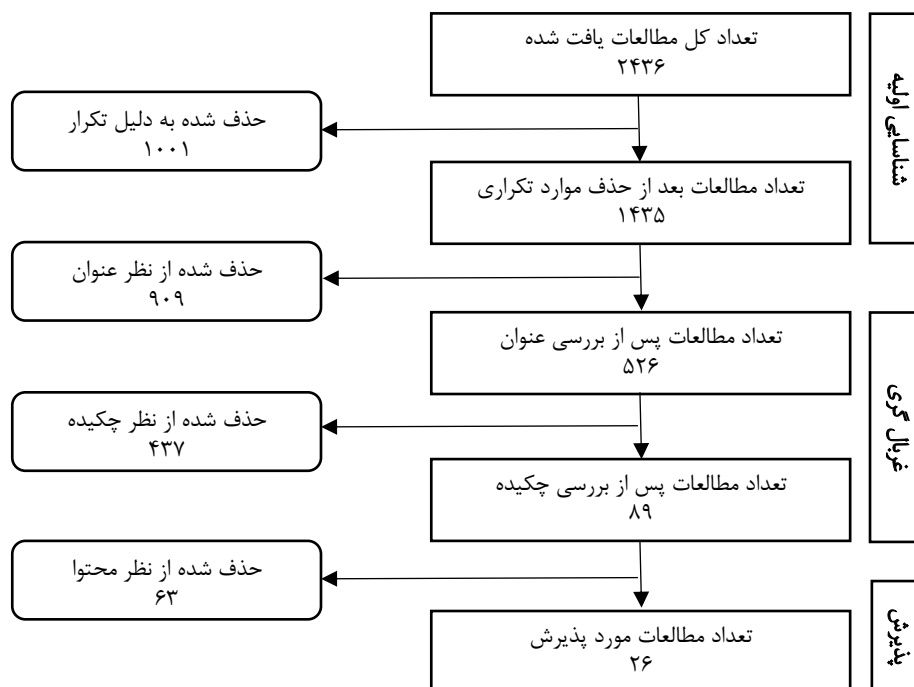 شناسایی اولیه
تعداد کل مطالعات یافت شده
۲۴۳۶
حذف شده به دلیل تکرار
۱۰۰۱
تعداد مطالعات بعد از حذف موارد تکراری
۱۴۳۵
حذف شده از نظر عنوان
۹۰۹
غربال گری
تعداد مطالعات پس از بررسی عنوان
۵۲۶
حذف شده از نظر چکیده
۴۳۷
تعداد مطالعات پس از بررسی چکیده
۸۹
حذف شده از نظر محتوا
۶۳
پذیرش
تعداد مطالعات مورد پذیرش
۲۶